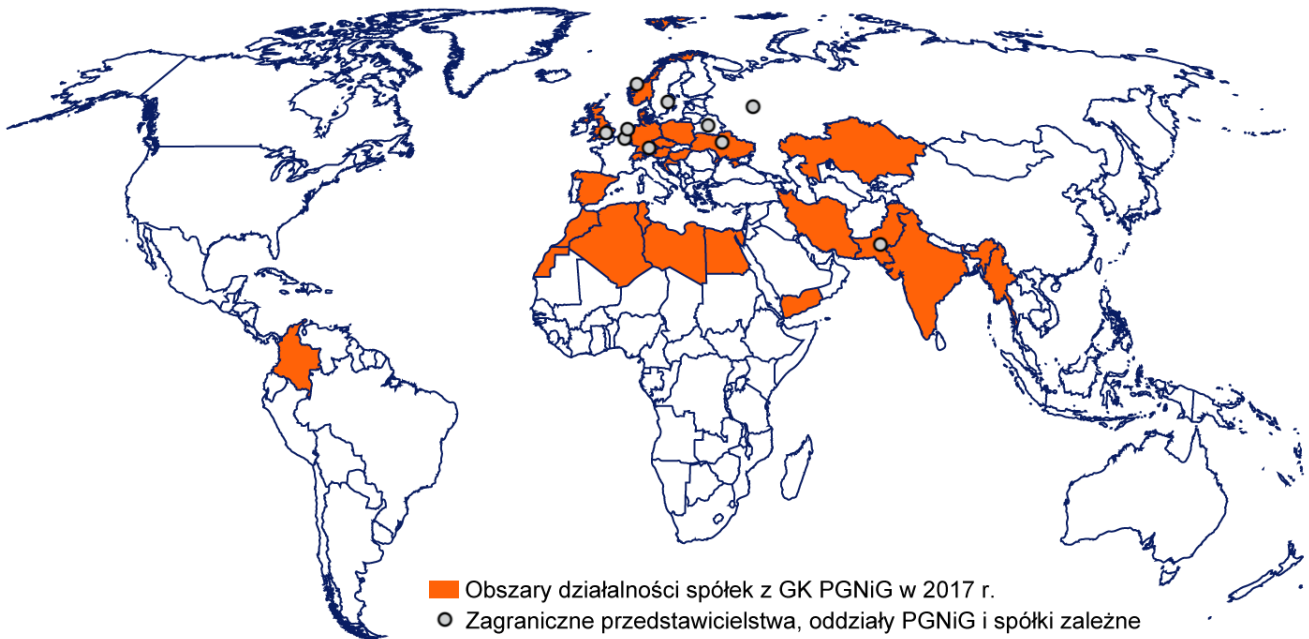 Obszary działalności spółek z GK PGNiG w 2017 r.
Zagraniczne przedstawicielstwa, oddziały PGNiG i spółki zależne